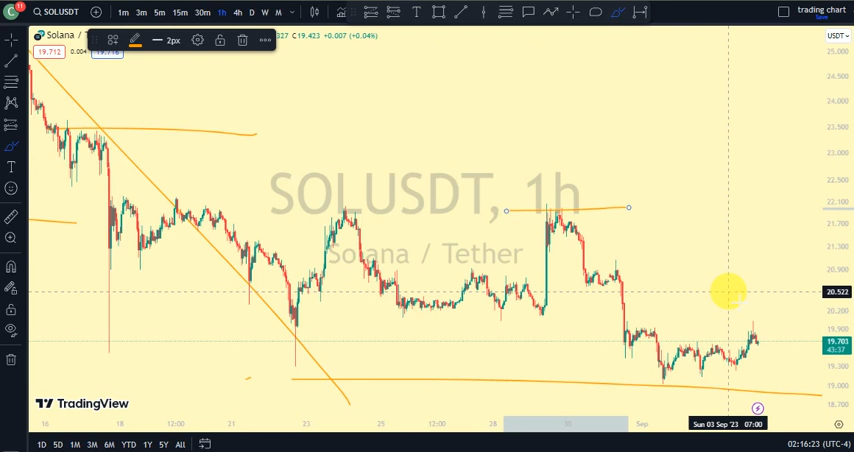 C 11 SOLUSDT 1m 3m 5m 15m 30m 1h 4h D W M trading chart
Save
Solana / T 2px 327 C19.423 +0.007 (+0.04%) USDT
19.712 0.004 19.716
25.000
24.000
23.500
23.000
22.500
SOLUSDT, 1h
22.100
21.700
21.300
Solana / Tether
20.900
20.522
20.200
19.900
19.703
43:37
19.300
19.000
TradingView
18.700
16 18 12:00 21 23 25 12:00 28 30 Sep Sun 03 Sep '23 07:00
1D 5D 1M 3M 6M YTD 1Y 5Y All 02:16:23 (UTC-4)